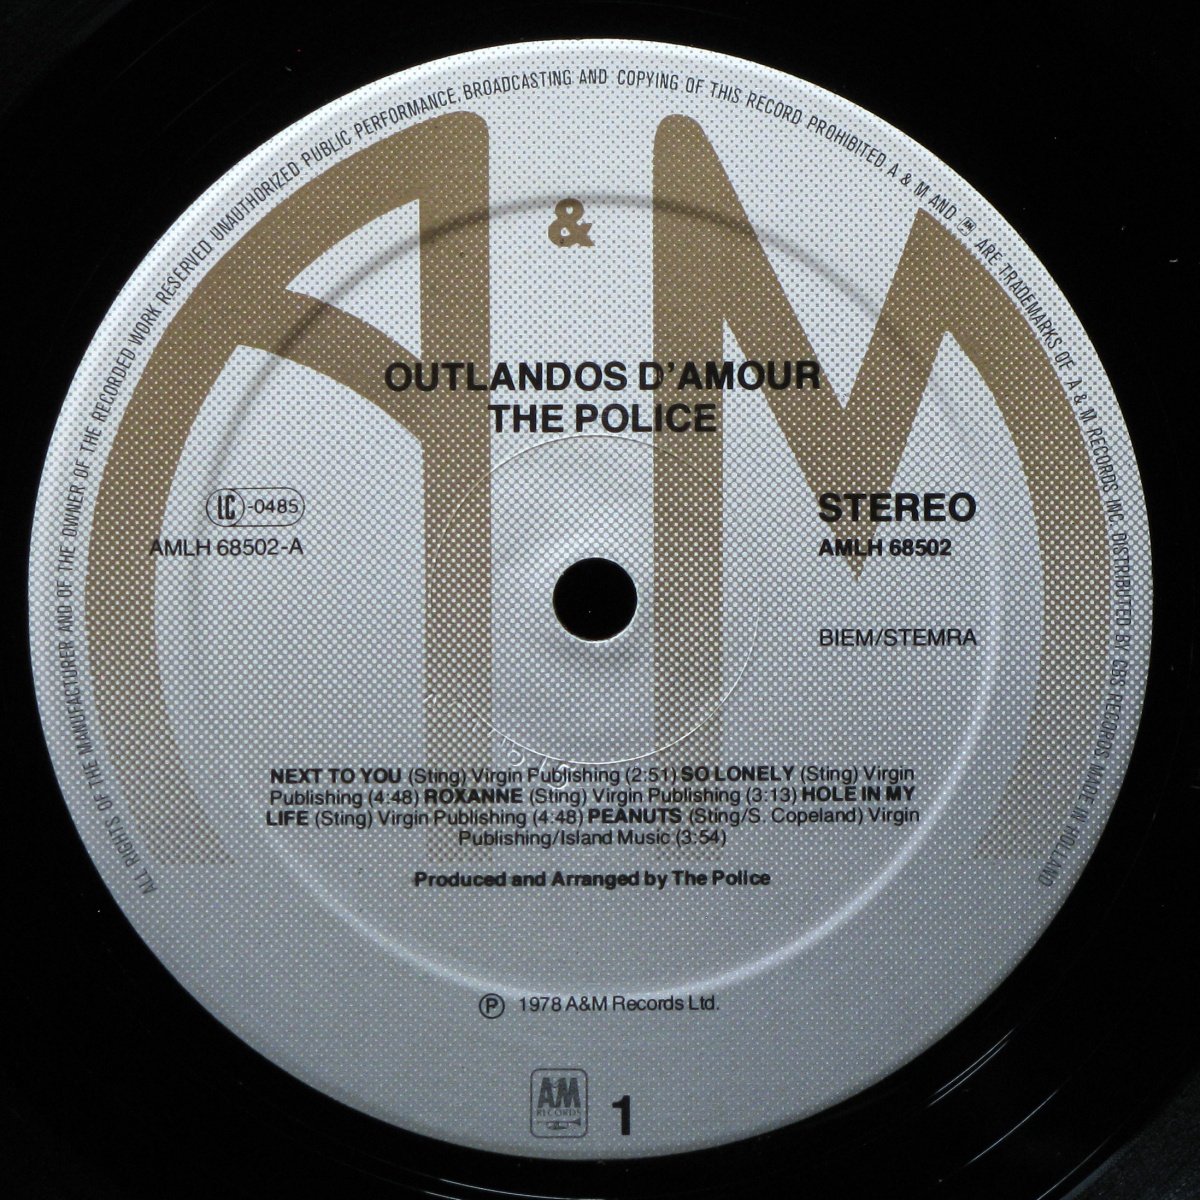 ALL RIGHTS OF THE MANUFACTURER AND OF THE OWNER OF THE RECORDED WORK RESERVED UNAUTHORIZED PUBLIC PERFORMANCE, BROADCASTING AND COPYING OF THIS RECORD PROHIBITED. A & M AND AM ARE TRADEMARKS OF A & M RECORDS INC. DISTRIBUTED BY CBS RECORDS MADE IN HOLLAND
A & M
OUTLANDOS D'AMOUR
THE POLICE
LC-0485
AMLH 68502-A
STEREO
AMLH 68502
BIEM/STEMRA
NEXT TO YOU (Sting) Virgin Publishing (2:51) SO LONELY (Sting) Virgin
Publishing (4:48) ROXANNE (Sting) Virgin Publishing (3:13) HOLE IN MY
LIFE (Sting) Virgin Publishing (4:48) PEANUTS (Sting/S. Copeland) Virgin
Publishing/Island Music (3:54)
Produced and Arranged by The Police
℗ 1978 A&M Records Ltd.
AM
RECORDS
1